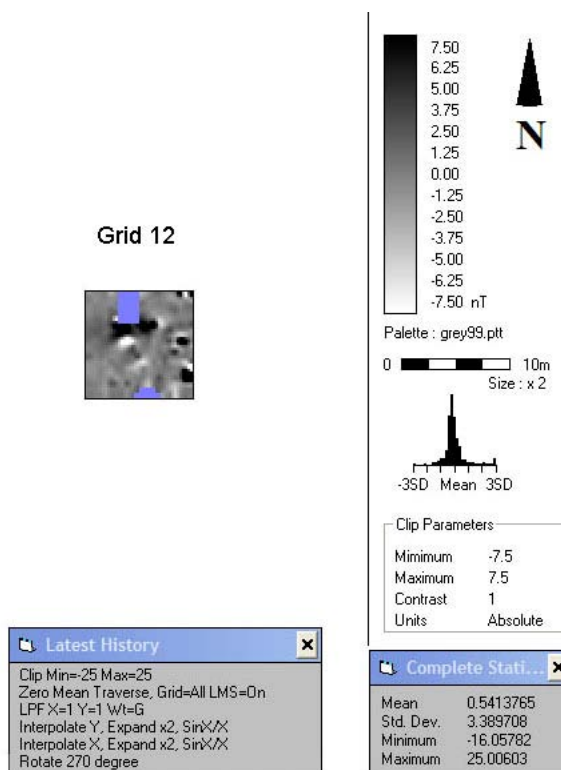 Grid 12
7.50
6.25
5.00
3.75
2.50
1.25
0.00
-1.25
-2.50
-3.75
-5.00
-6.25
-7.50 nT
N
Palette : grey99.ptt
0 10m
Size : x 2
-3SD Mean 3SD
Clip Parameters
Mimimum -7.5
Maximum 7.5
Contrast 1
Units Absolute
Latest History
Clip Min=-25 Max=25
Zero Mean Traverse, Grid=All LMS=On
LPF X=1 Y=1 Wt=G
Interpolate Y, Expand x2, SinX/X
Interpolate X, Expand x2, SinX/X
Rotate 270 degree
Complete Stati...
Mean 0.5413765
Std. Dev. 3.389708
Minimum -16.05782
Maximum 25.00603